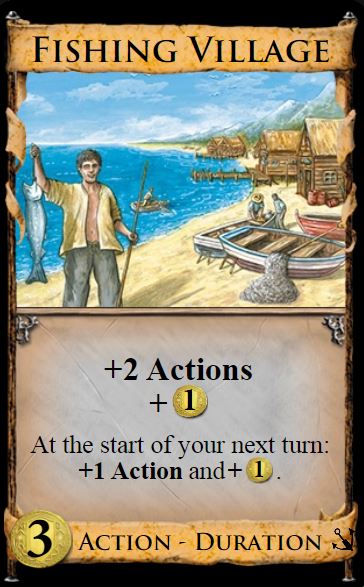 FISHING VILLAGE
+2 Actions
+ 1
At the start of your next turn:
+1 Action and+ 1 .
3 ACTION - DURATION